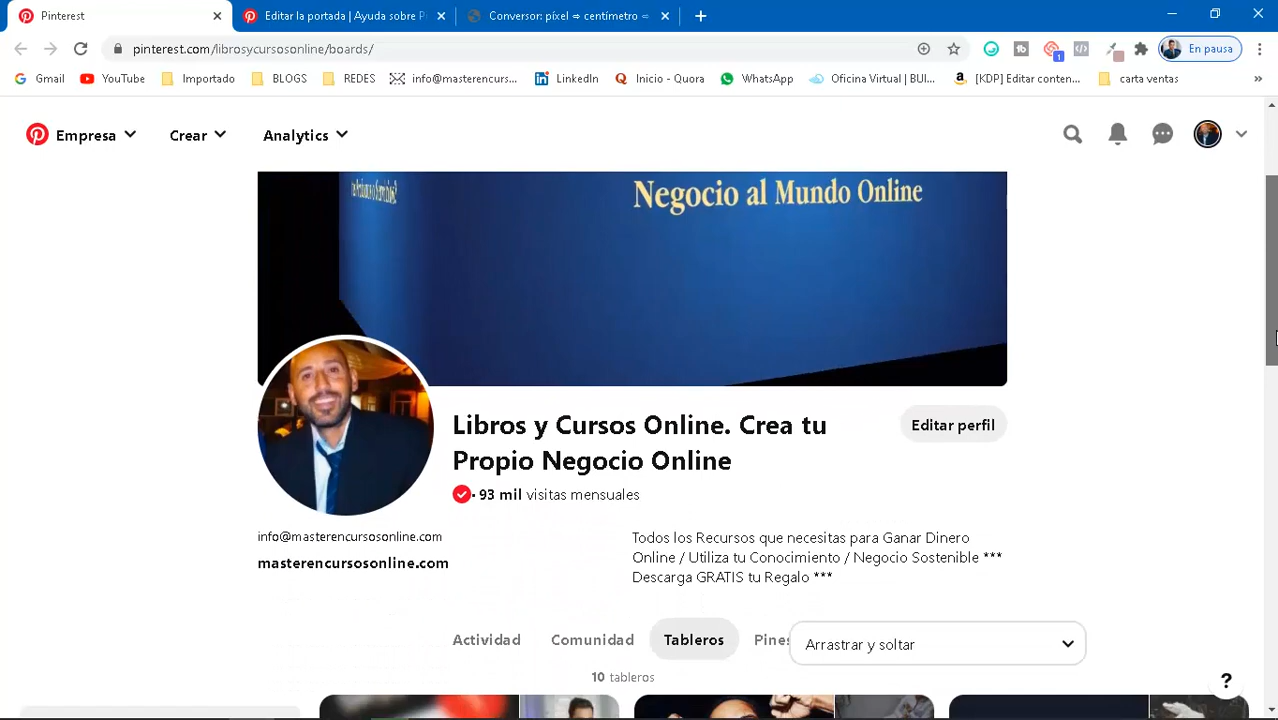 Pinterest
Editar la portada | Ayuda sobre P
Conversor: píxel ⇒ centímetro ⇐
pinterest.com/librosycursosonline/boards/
1
En pausa
Gmail
YouTube
Importado
BLOGS
REDES
info@masterencurs...
LinkedIn
Inicio - Quora
WhatsApp
Oficina Virtual | BUI...
[KDP] Editar conten...
carta ventas
»
Empresa
Crear
Analytics
Negocio al Mundo Online
Libros y Cursos Online. Crea tu
Propio Negocio Online
Editar perfil
• 93 mil visitas mensuales
info@masterencursosonline.com
masterencursosonline.com
Todos los Recursos que necesitas para Ganar Dinero
Online / Utiliza tu Conocimiento / Negocio Sostenible ***
Descarga GRATIS tu Regalo ***
Actividad
Comunidad
Tableros
Pines
Arrastrar y soltar
10 tableros
?